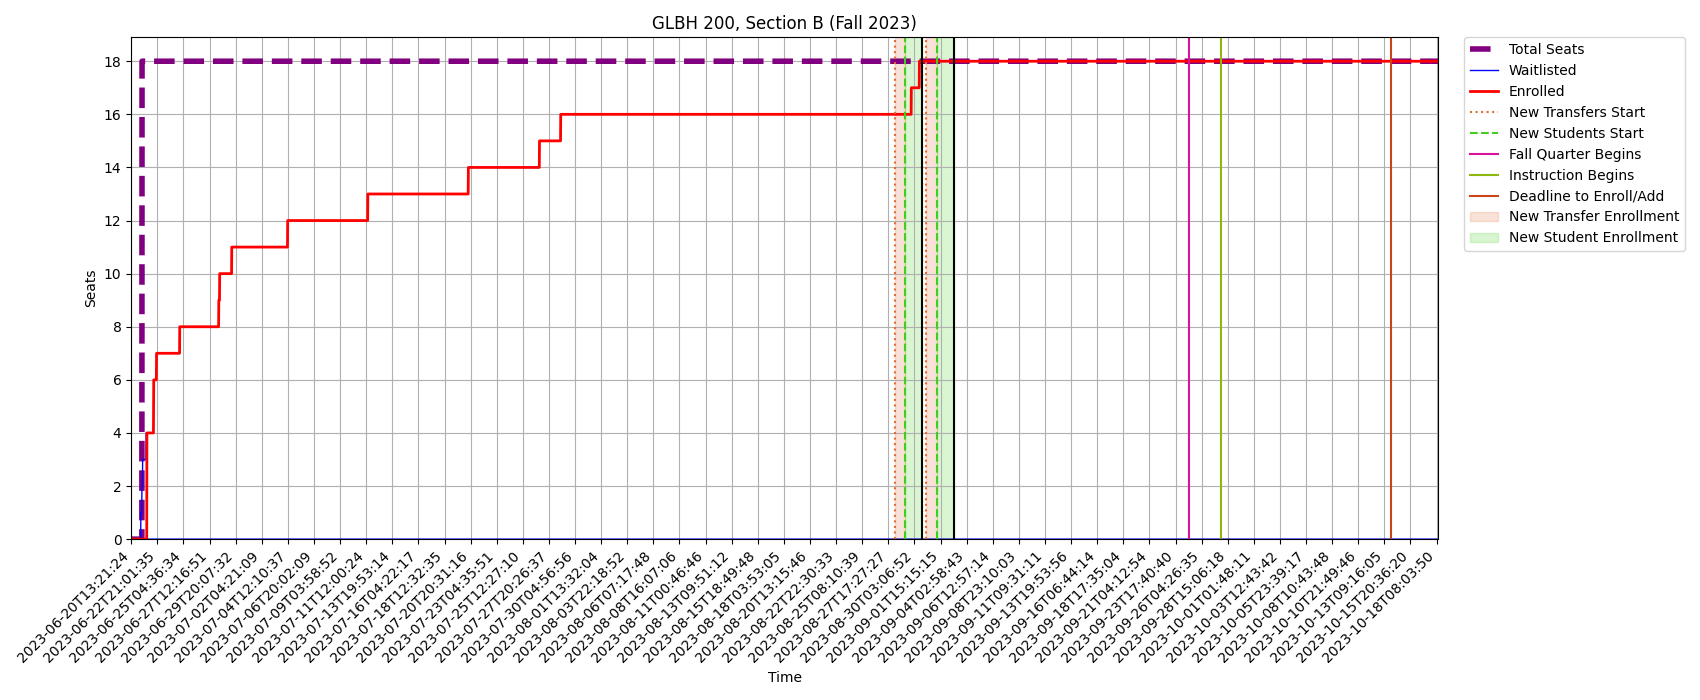 GLBH 200, Section B (Fall 2023)
Total Seats
Waitlisted
Enrolled
New Transfers Start
New Students Start
Fall Quarter Begins
Instruction Begins
Deadline to Enroll/Add
New Transfer Enrollment
New Student Enrollment
Seats
18
16
14
12
10
8
6
4
2
0
2023-06-20T13:21:24
2023-06-22T21:01:35
2023-06-25T04:36:34
2023-06-27T12:16:51
2023-06-29T20:07:32
2023-07-02T04:21:09
2023-07-04T12:10:37
2023-07-06T20:02:09
2023-07-09T03:58:52
2023-07-11T12:00:24
2023-07-13T19:53:14
2023-07-16T04:22:17
2023-07-18T12:32:35
2023-07-20T20:31:16
2023-07-23T04:35:51
2023-07-25T12:27:10
2023-07-27T20:26:37
2023-07-30T04:56:56
2023-08-01T13:32:04
2023-08-03T22:18:52
2023-08-06T07:17:48
2023-08-08T16:07:06
2023-08-11T00:46:46
2023-08-13T09:51:12
2023-08-15T18:49:48
2023-08-18T03:53:05
2023-08-20T13:15:46
2023-08-22T22:30:33
2023-08-25T08:10:39
2023-08-27T17:27:27
2023-08-30T03:06:52
2023-09-01T15:15:15
2023-09-04T02:58:43
2023-09-06T12:57:14
2023-09-08T23:10:03
2023-09-11T09:31:11
2023-09-13T19:53:56
2023-09-16T06:44:14
2023-09-18T17:35:04
2023-09-21T04:12:54
2023-09-23T17:40:40
2023-09-26T04:26:35
2023-09-28T15:06:18
2023-10-01T01:48:11
2023-10-03T12:43:42
2023-10-05T23:39:17
2023-10-08T10:43:48
2023-10-10T21:49:46
2023-10-13T09:16:05
2023-10-15T20:36:20
2023-10-18T08:03:50
Time